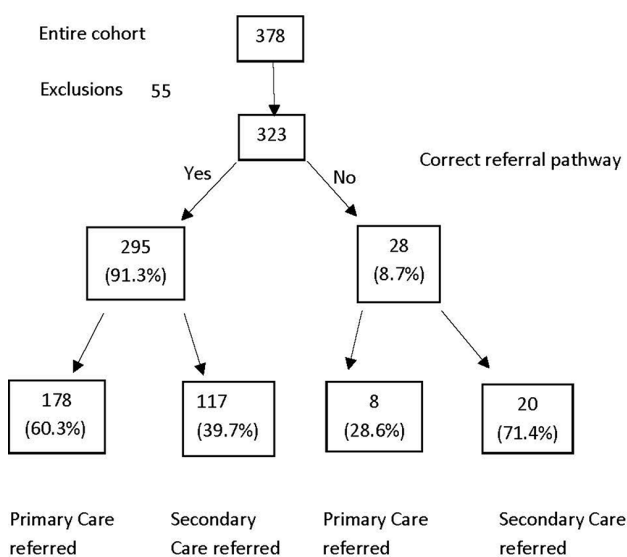 Entire cohort
378
Exclusions 55
323
Correct referral pathway
Yes
No
295
(91.3%)
28
(8.7%)
178
(60.3%)
117
(39.7%)
8
(28.6%)
20
(71.4%)
Primary Care
referred
Secondary
Care referred
Primary Care
referred
Secondary Care
referred